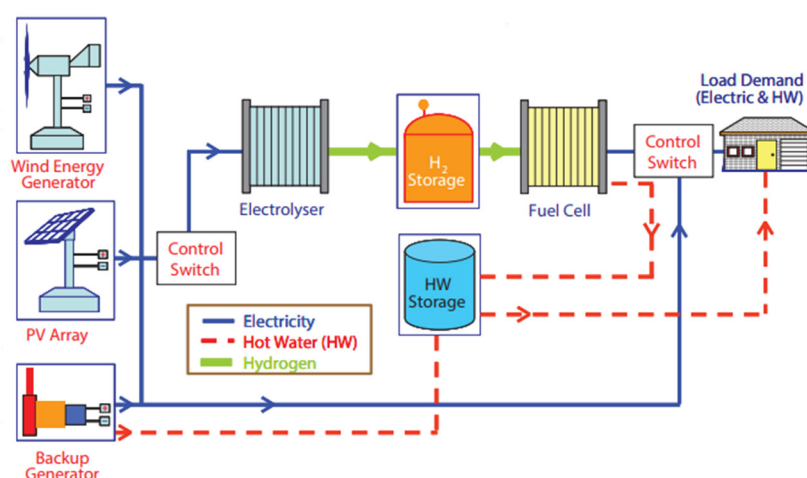 Wind Energy
Generator
PV Array
Backup
Generator
Control
Switch
Electrolyser
H2
Storage
Fuel Cell
HW
Storage
Control
Switch
Load Demand
(Electric & HW)
Electricity
Hot Water (HW)
Hydrogen